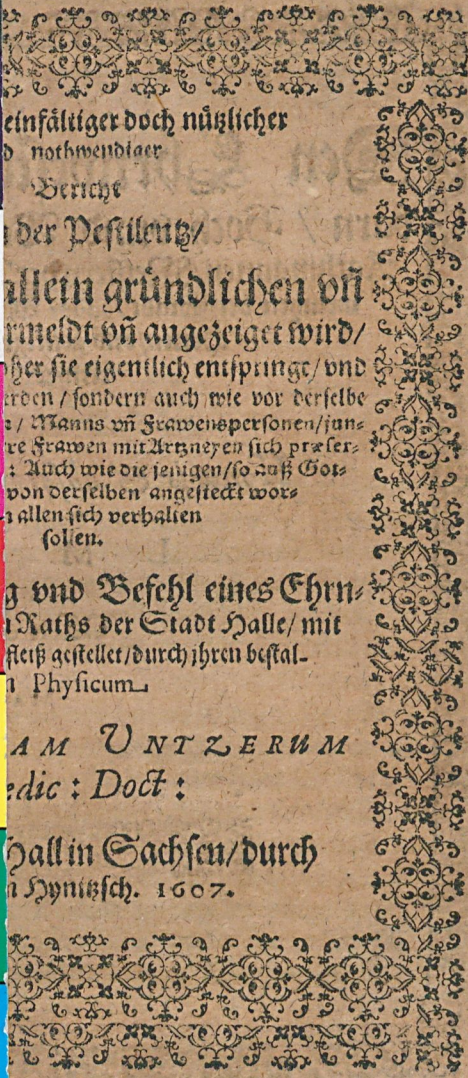 einfältiger doch nützlicher
d nothwendiger
Bericht
der Pestilentz/
allein gründlichen vñ
rmeldt vñ angezeiget wird/
oher sie eigentlich entspringe/vnd
erden/sondern auch wie vor derselbe
/Manns vñ Frawenspersonen/jun-
re Frawen mit Artzneyen sich præser-
: Auch wie die jenigen/so auß Got-
von derselben angesteckt wor-
allen sich verhalten
sollen.
g vnd Befehl eines Ehrn-
Raths der Stadt Halle/mit
fleiß gestellet/durch jhren bestal-
Physicum
AM UNTZERUM
edic : Doct :
Hall in Sachsen/durch
Hynitzsch. 1607.